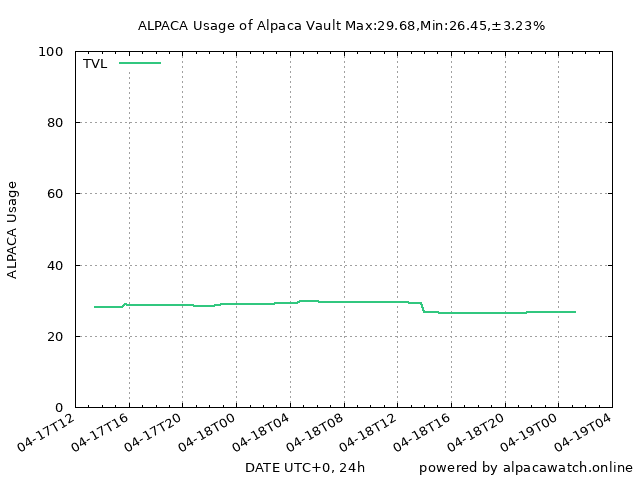 ALPACA Usage of Alpaca Vault Max:29.68,Min:26.45,±3.23%
TVL
100
80
60
40
20
0
ALPACA Usage
04-17T12
04-17T16
04-17T20
04-18T00
04-18T04
04-18T08
04-18T12
04-18T16
04-18T20
04-19T00
04-19T04
DATE UTC+0, 24h
powered by alpacawatch.online